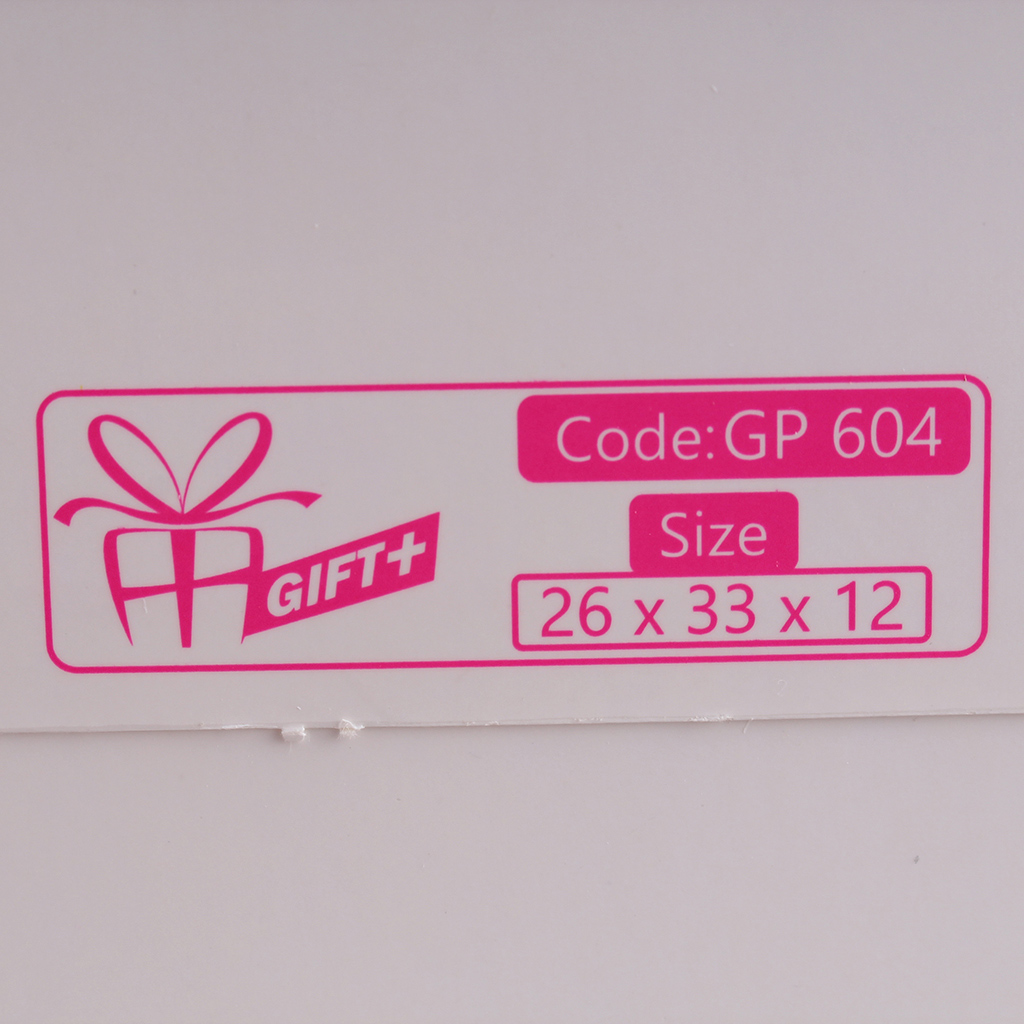 GIFT+
Code: GP 604
Size
26 x 33 x 12